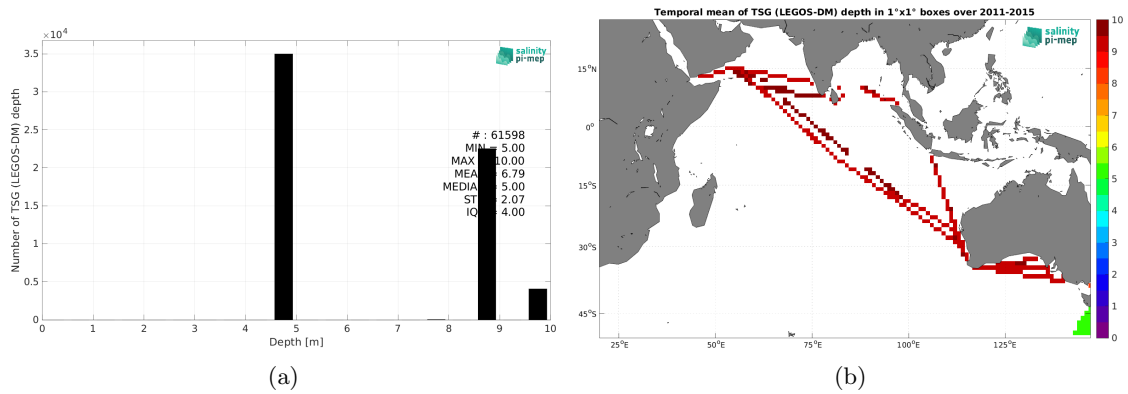 Temporal mean of TSG (LEGOS-DM) depth in 1°x1° boxes over 2011-2015
×10⁴
3.5
3
2.5
2
1.5
1
0.5
0
Number of TSG (LEGOS-DM) depth
0 1 2 3 4 5 6 7 8 9 10
Depth [m]
salinity
pi-mep
# : 61598
MIN = 5.00
MAX 10.00
MEA = 6.79
MEDIA = 5.00
ST = 2.07
IQ = 4.00
(a)
salinity
pi-mep
15°N
0°
15°S
30°S
45°S
25°E 50°E 75°E 100°E 125°E
10
9
8
7
6
5
4
3
2
1
0
(b)